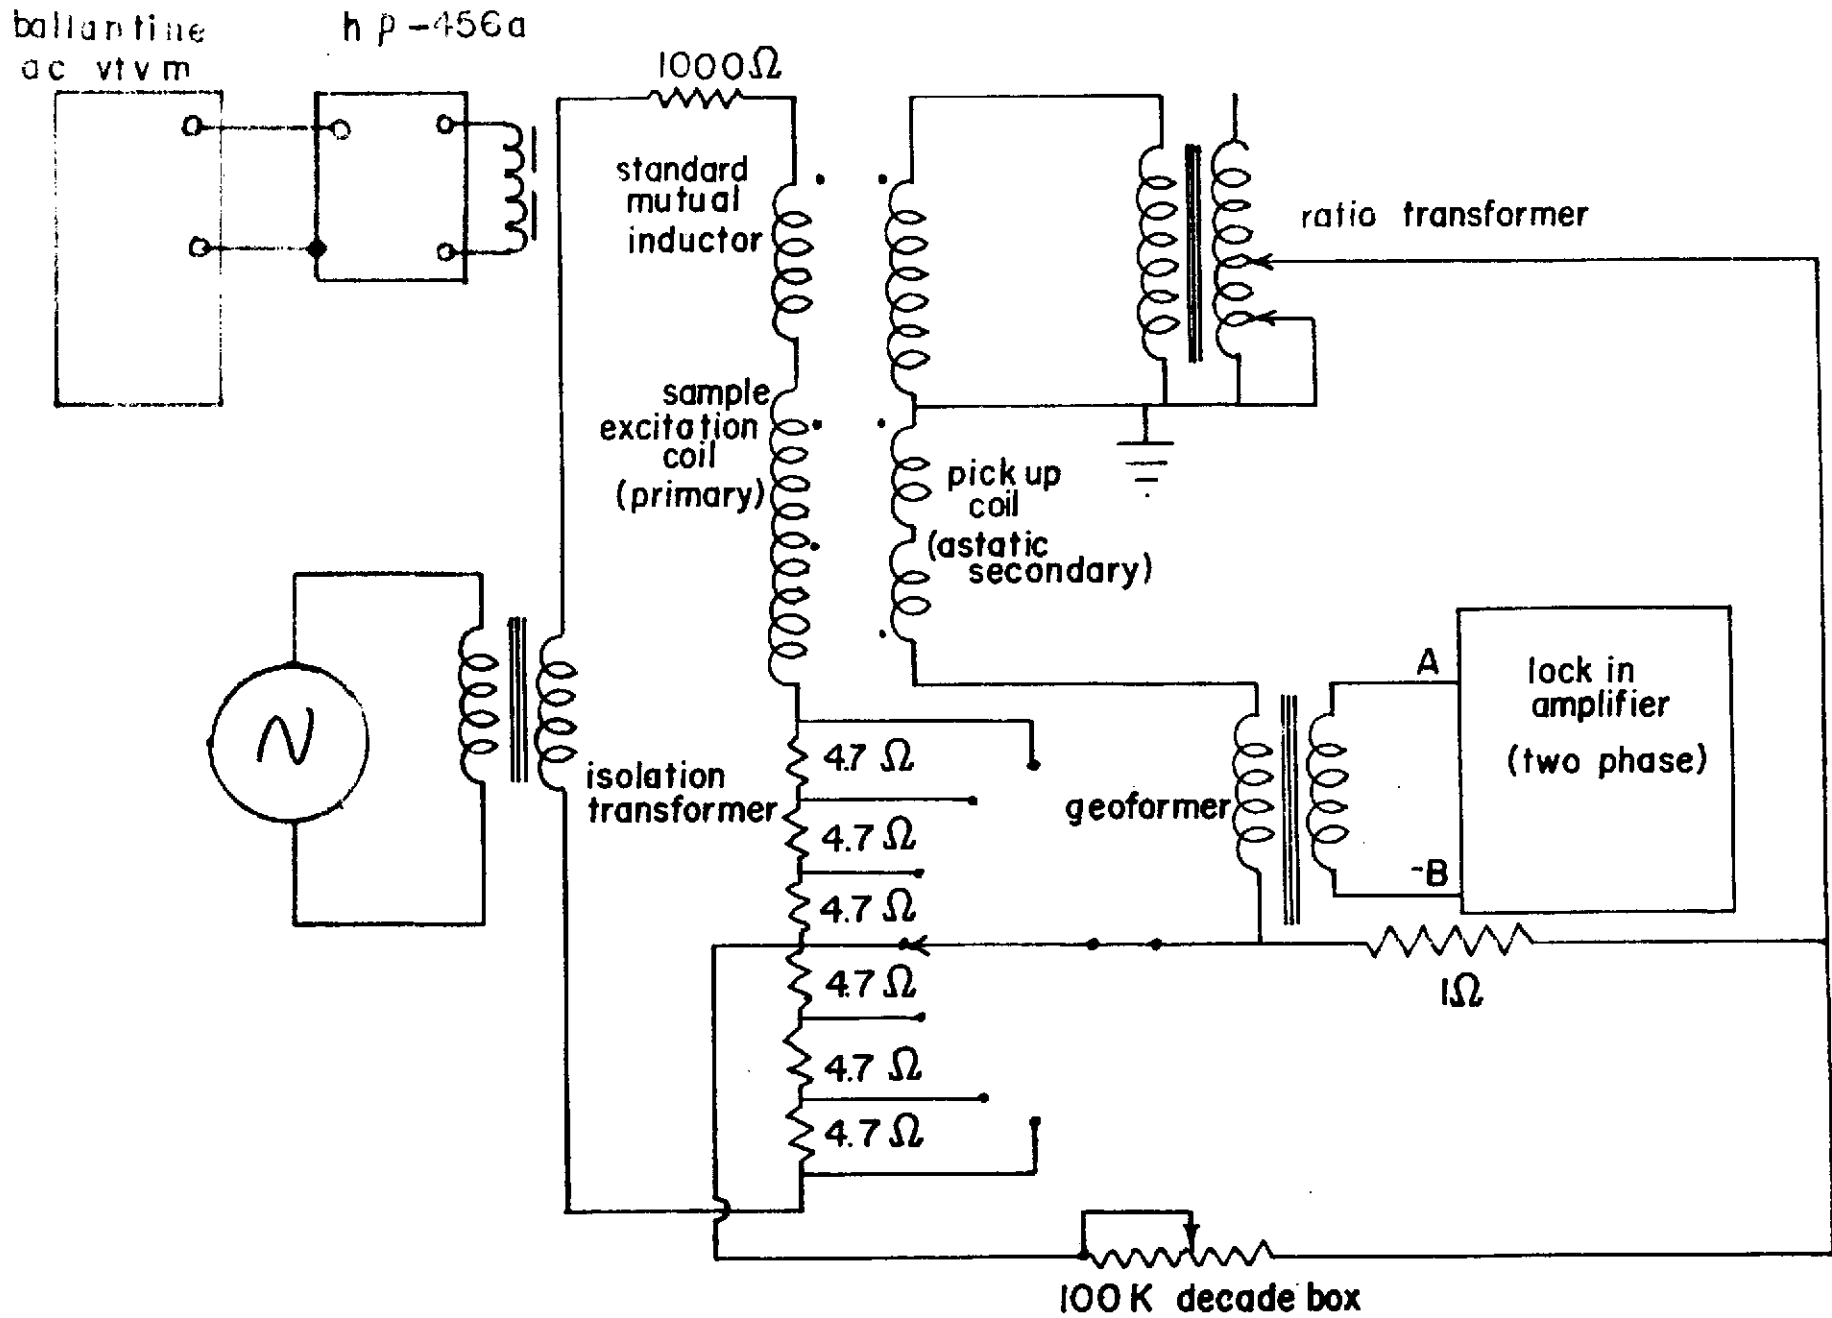 ballantine
ac vtvm
hp-456a
1000Ω
standard
mutual
inductor
ratio transformer
sample
excitation
coil
(primary)
pick up
coil
(astatic
secondary)
isolation
transformer
4.7 Ω
4.7 Ω
4.7 Ω
4.7 Ω
4.7 Ω
4.7 Ω
geoformer
A
-B
lock in
amplifier
(two phase)
1Ω
100K decade box